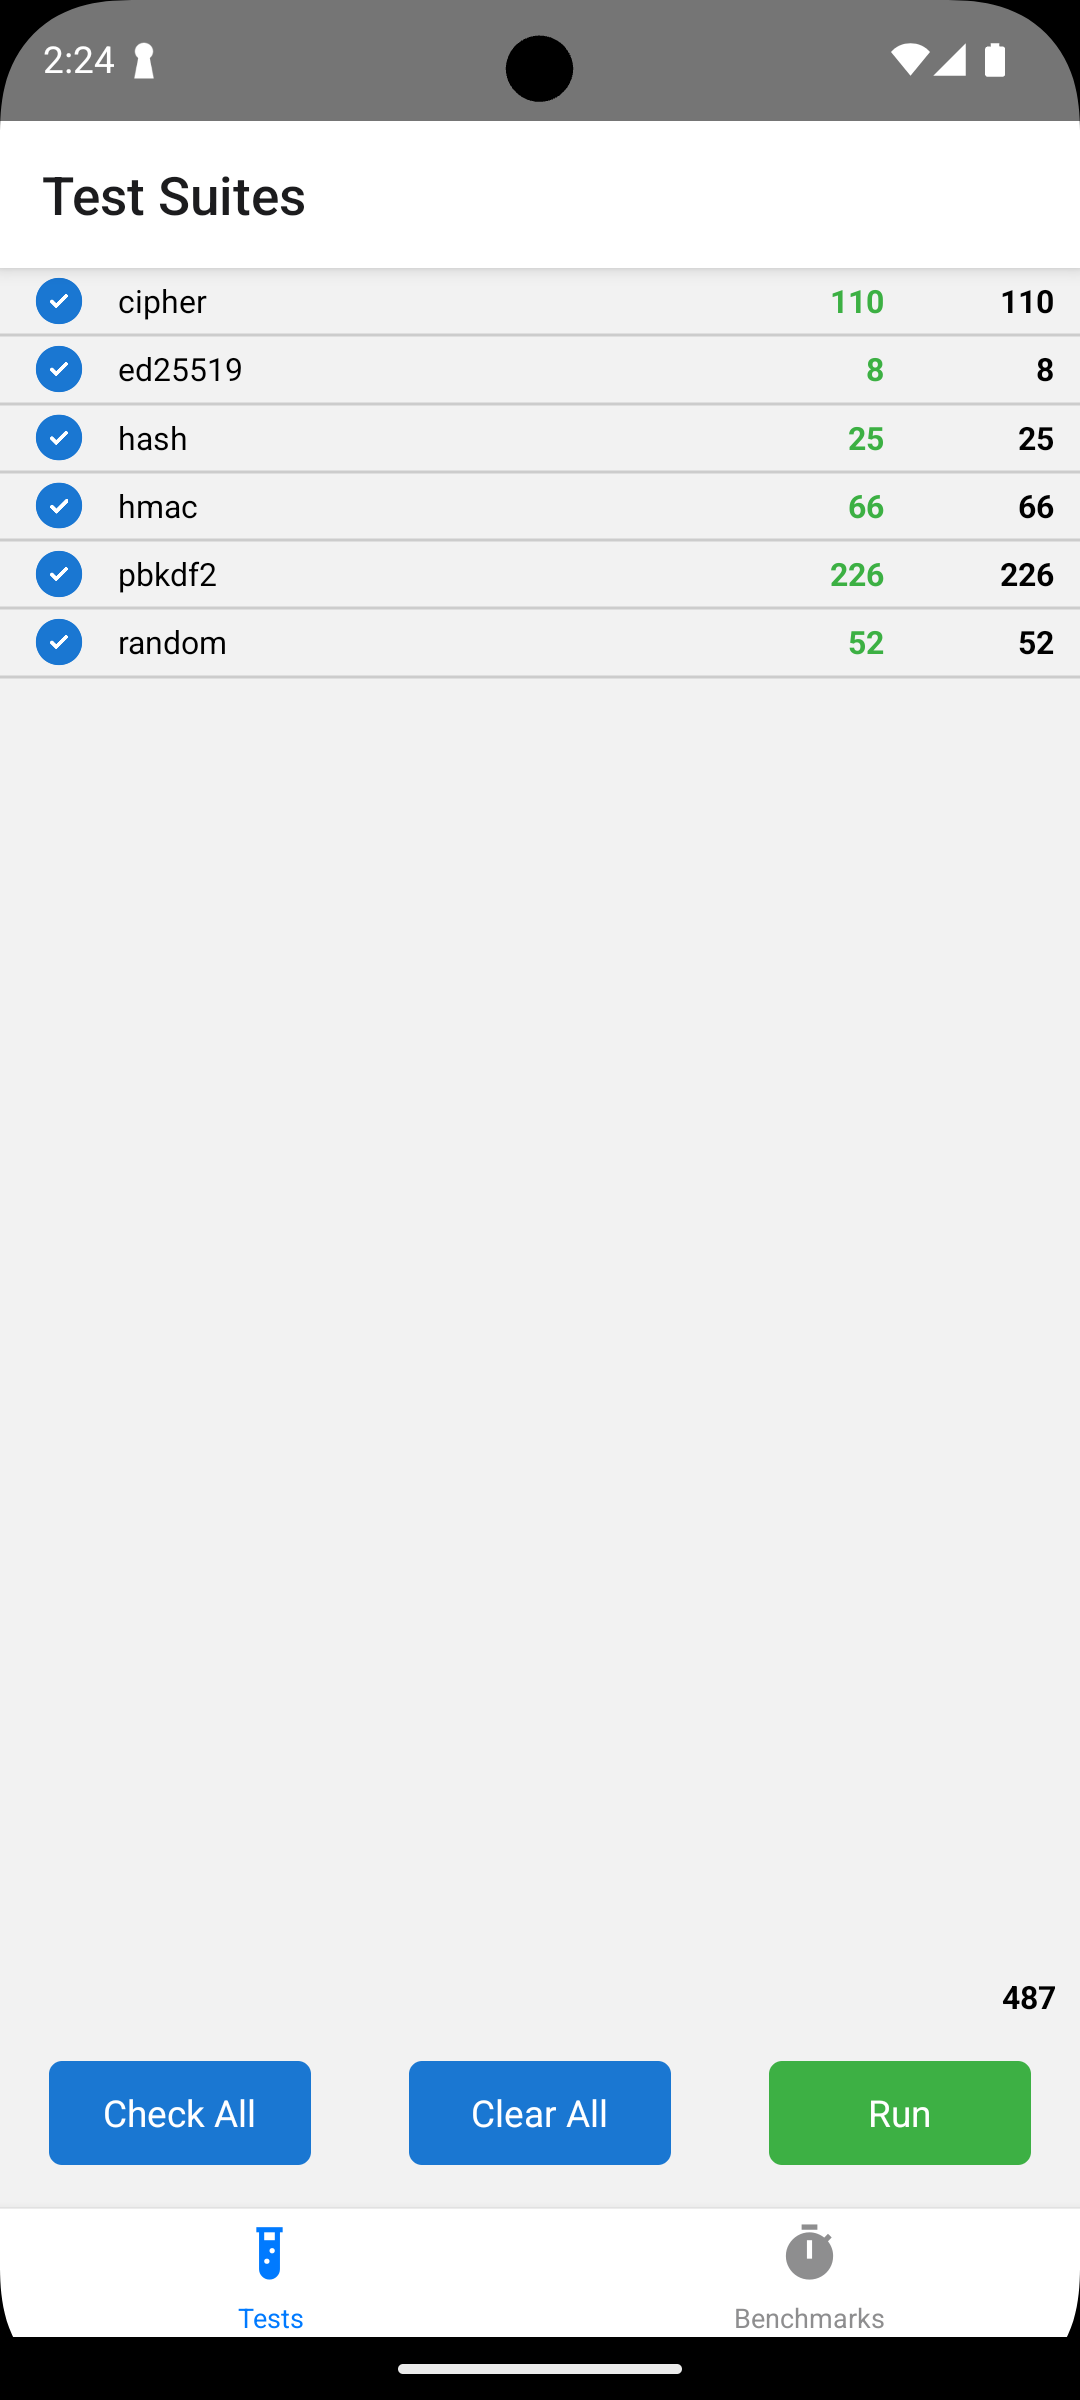 2:24
Test Suites
cipher 110 110
ed25519 8 8
hash 25 25
hmac 66 66
pbkdf2 226 226
random 52 52
487
Check All Clear All Run
Tests Benchmarks